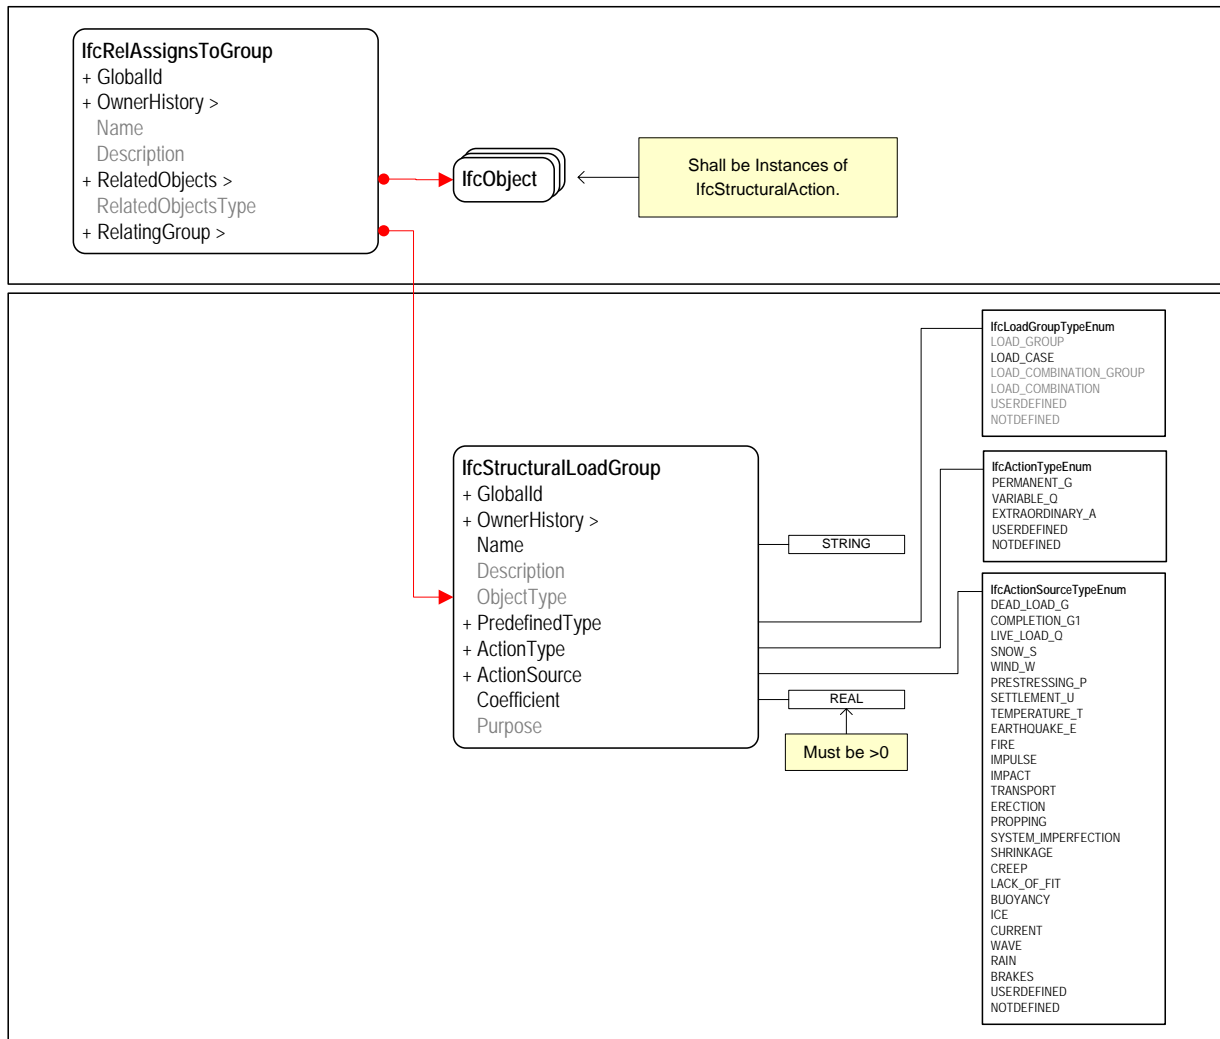 IfcRelAssignsToGroup
+ GlobalId
+ OwnerHistory >
Name
Description
+ RelatedObjects >
RelatedObjectsType
+ RelatingGroup >
IfcObject
Shall be Instances of
IfcStructuralAction.
IfcStructuralLoadGroup
+ GlobalId
+ OwnerHistory >
Name
Description
ObjectType
+ PredefinedType
+ ActionType
+ ActionSource
Coefficient
Purpose
STRING
REAL
Must be >0
IfcLoadGroupTypeEnum
LOAD_GROUP
LOAD_CASE
LOAD_COMBINATION_GROUP
LOAD_COMBINATION
USERDEFINED
NOTDEFINED
IfcActionTypeEnum
PERMANENT_G
VARIABLE_Q
EXTRAORDINARY_A
USERDEFINED
NOTDEFINED
IfcActionSourceTypeEnum
DEAD_LOAD_G
COMPLETION_G1
LIVE_LOAD_Q
SNOW_S
WIND_W
PRESTRESSING_P
SETTLEMENT_U
TEMPERATURE_T
EARTHQUAKE_E
FIRE
IMPULSE
IMPACT
TRANSPORT
ERECTION
PROPPING
SYSTEM_IMPERFECTION
SHRINKAGE
CREEP
LACK_OF_FIT
BUOYANCY
ICE
CURRENT
WAVE
RAIN
BRAKES
USERDEFINED
NOTDEFINED